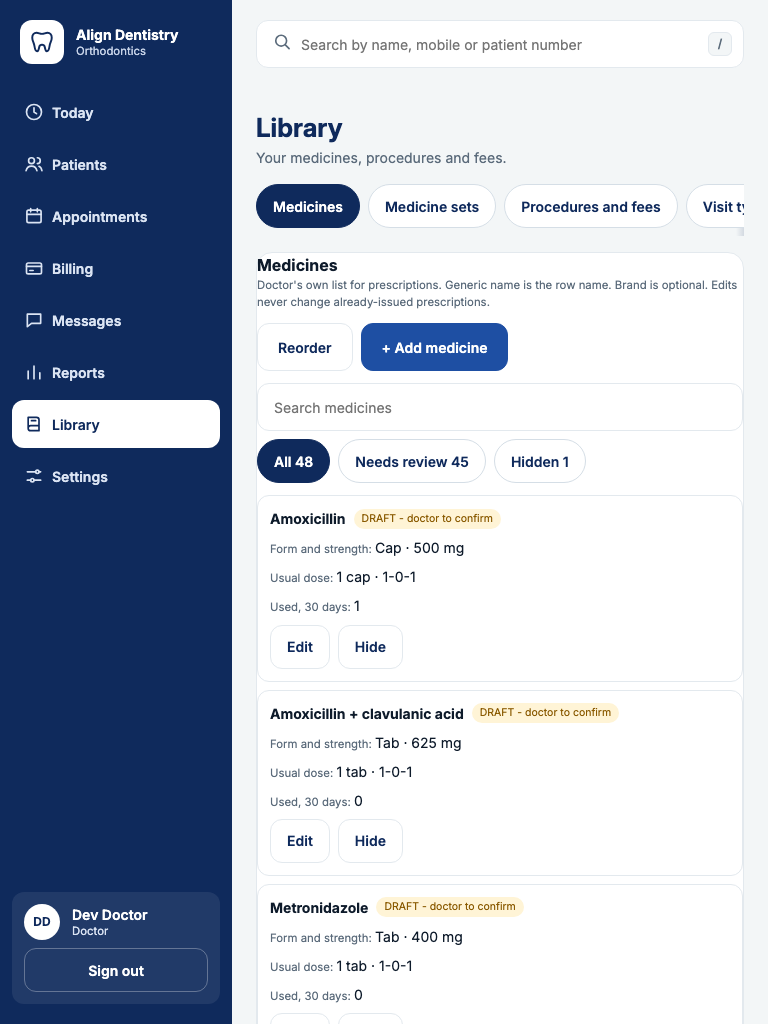 Align Dentistry
Orthodontics
Today
Patients
Appointments
Billing
Messages
Reports
Library
Settings
DD
Dev Doctor
Doctor
Sign out
Search by name, mobile or patient number
/
Library
Your medicines, procedures and fees.
Medicines
Medicine sets
Procedures and fees
Visit
Medicines
Doctor's own list for prescriptions. Generic name is the row name. Brand is optional. Edits
never change already-issued prescriptions.
Reorder
+ Add medicine
Search medicines
All 48
Needs review 45
Hidden 1
Amoxicillin DRAFT - doctor to confirm
Form and strength: Cap · 500 mg
Usual dose: 1 cap · 1-0-1
Used, 30 days: 1
Edit
Hide
Amoxicillin + clavulanic acid DRAFT - doctor to confirm
Form and strength: Tab · 625 mg
Usual dose: 1 tab · 1-0-1
Used, 30 days: 0
Edit
Hide
Metronidazole DRAFT - doctor to confirm
Form and strength: Tab · 400 mg
Usual dose: 1 tab · 1-0-1
Used, 30 days: 0